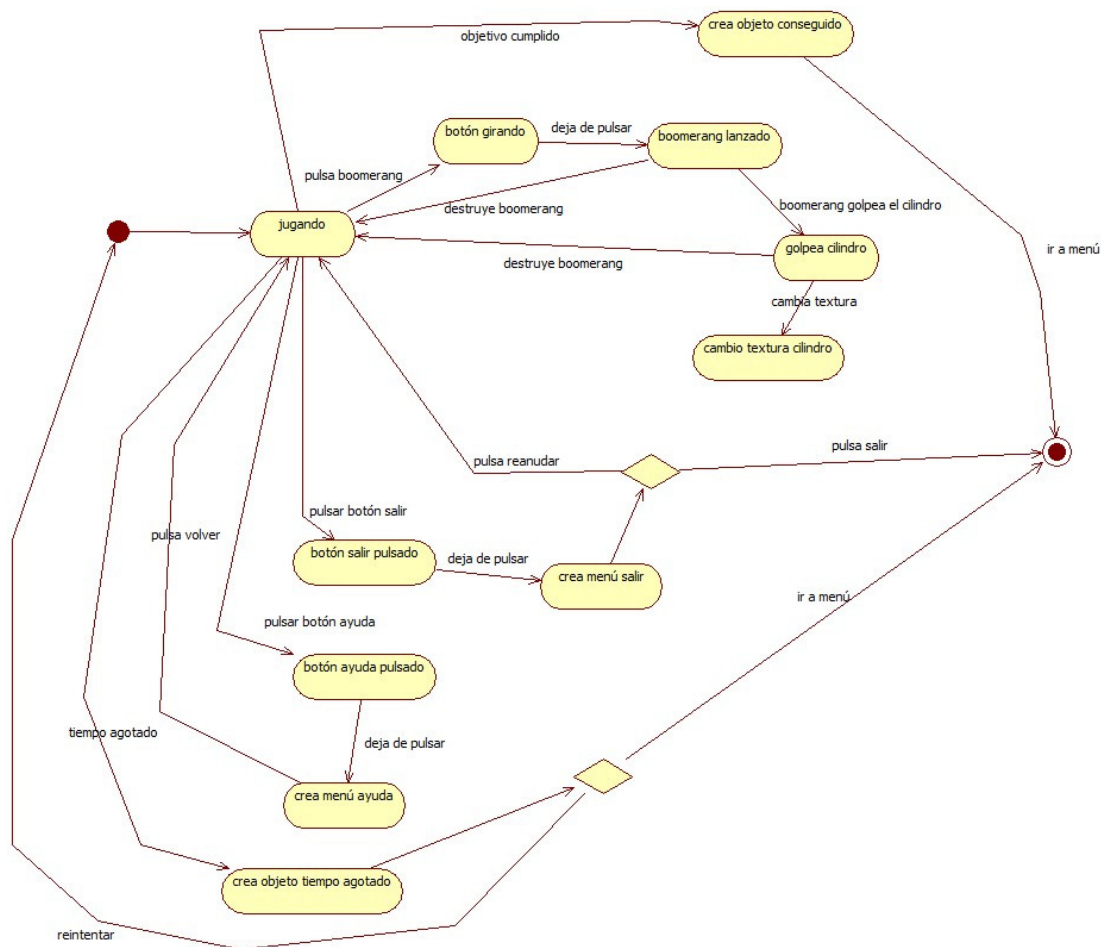 crea objeto conseguido
objetivo cumplido
botón girando
deja de pulsar
boomerang lanzado
pulsa boomerang
destruye boomerang
boomerang golpea el cilindro
jugando
golpea cilindro
ir a menú
destruye boomerang
cambia textura
cambio textura cilindro
pulsa salir
pulsa reanudar
pulsar botón salir
pulsa volver
botón salir pulsado
deja de pulsar
crea menú salir
ir a menú
pulsar botón ayuda
botón ayuda pulsado
tiempo agotado
deja de pulsar
crea menú ayuda
crea objeto tiempo agotado
reintentar